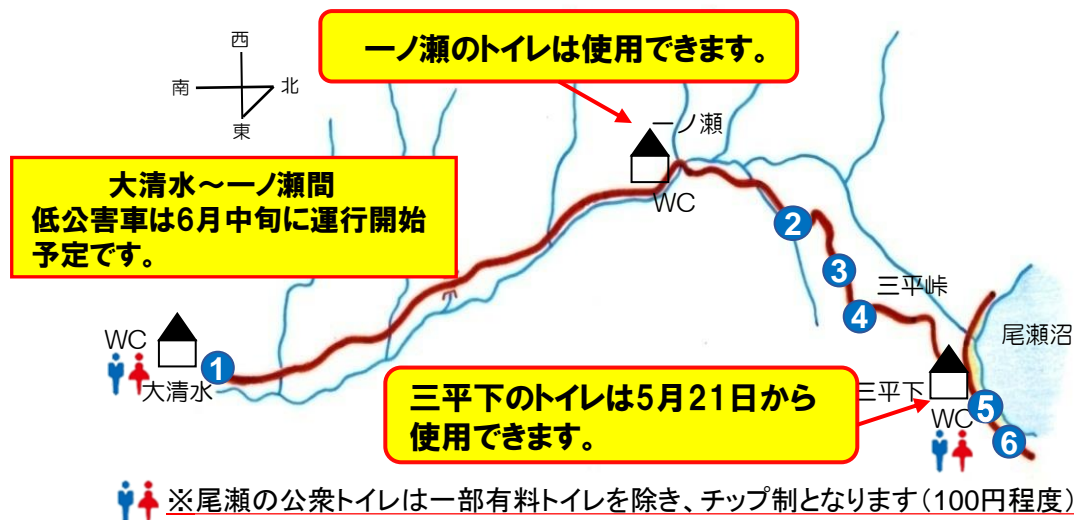 西
南
北
東
一ノ瀬のトイレは使用できます。
一ノ瀬
WC
大清水～一ノ瀬間
低公害車は6月中旬に運行開始
予定です。
2
3
三平峠
4
尾瀬沼
WC
1
大清水
三平下のトイレは5月21日から
使用できます。
三平下
WC
5
6
※尾瀬の公衆トイレは一部有料トイレを除き、チップ制となります(100円程度)